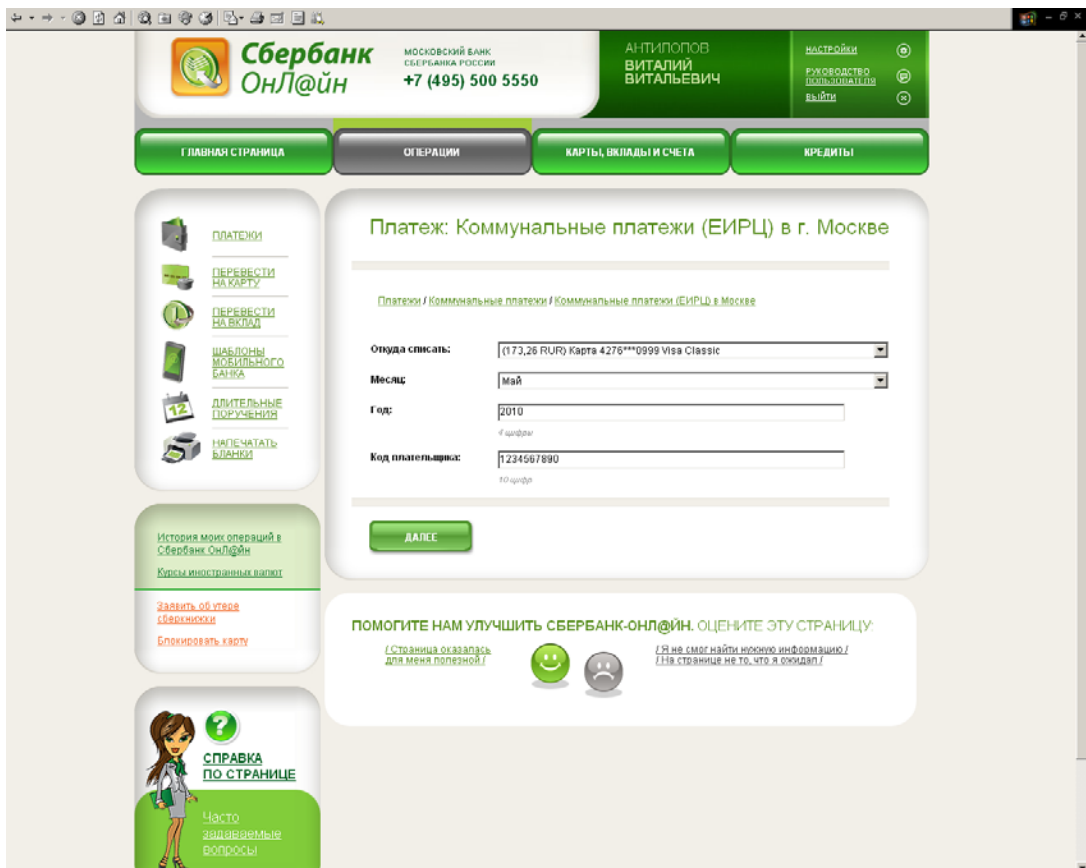 Сбербанк
ОнЛ@йн
МОСКОВСКИЙ БАНК
СБЕРБАНКА РОССИИ
+7 (495) 500 5550
АНТИЛОПОВ
ВИТАЛИЙ
ВИТАЛЬЕВИЧ
НАСТРОЙКИ
РУКОВОДСТВО
ПОЛЬЗОВАТЕЛЯ
ВЫЙТИ
ГЛАВНАЯ СТРАНИЦА
ОПЕРАЦИИ
КАРТЫ, ВКЛАДЫ И СЧЕТА
КРЕДИТЫ
ПЛАТЕЖИ
ПЕРЕВЕСТИ
НА КАРТУ
ПЕРЕВЕСТИ
НА ВКЛАД
ШАБЛОНЫ
МОБИЛЬНОГО
БАНКА
12
ДЛИТЕЛЬНЫЕ
ПОРУЧЕНИЯ
НАПЕЧАТАТЬ
БЛАНКИ
История моих операций в
Сбербанк ОнЛ@йн
Курсы иностранных валют
Заявить об утере
сберкнижки
Блокировать карту
?
СПРАВКА
ПО СТРАНИЦЕ
Часто
задаваемые
вопросы
Платеж: Коммунальные платежи (ЕИРЦ) в г. Москве
Платежи / Коммунальные платежи / Коммунальные платежи (ЕИРЦ) в Москве
Откуда списать: (173,26 RUR) Карта 4276***0999 Visa Classic
Месяц: Май
Год: 2010
4 цифры
Код плательщика: 1234567890
10 цифр
ДАЛЕЕ
ПОМОГИТЕ НАМ УЛУЧШИТЬ СБЕРБАНК-ОНЛ@ЙН. ОЦЕНИТЕ ЭТУ СТРАНИЦУ:
/ Страница оказалась
для меня полезной /
/ Я не смог найти нужную информацию /
/ На странице не то, что я ожидал /